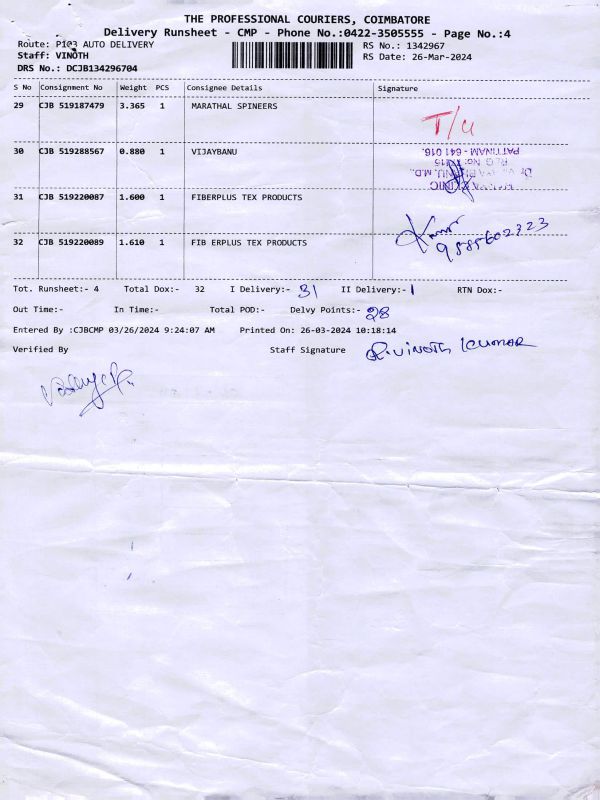 THE PROFESSIONAL COURIERS, COIMBATORE
Delivery Runsheet - CMP - Phone No.:0422-3505555 - Page No.:4
Route: P103 AUTO DELIVERY
RS No.: 1342967
Staff: VINOTH
RS Date: 26-Mar-2024
DRS No.: DCJB134296704
S No Consignment No Weight PCS Consignee Details Signature
29 CJB 519187479 3.365 1 MARATHAL SPINEERS
T/C
30 CJB 519288567 0.880 1 VIJAYBANU
PATTINAM - 641 016.
31 CJB 519220087 1.600 1 FIBERPLUS TEX PRODUCTS
32 CJB 519220089 1.610 1 FIB ERPLUS TEX PRODUCTS
Tot. Runsheet:- 4 Total Dox:- 32 I Delivery:- 31 II Delivery:- 1 RTN Dox:-
Out Time:- In Time:- Total POD:- Delvy Points:- 28
Entered By :CJBCMP 03/26/2024 9:24:07 AM Printed On: 26-03-2024 10:18:14
Verified By Staff Signature R.VINOTH KUMAR